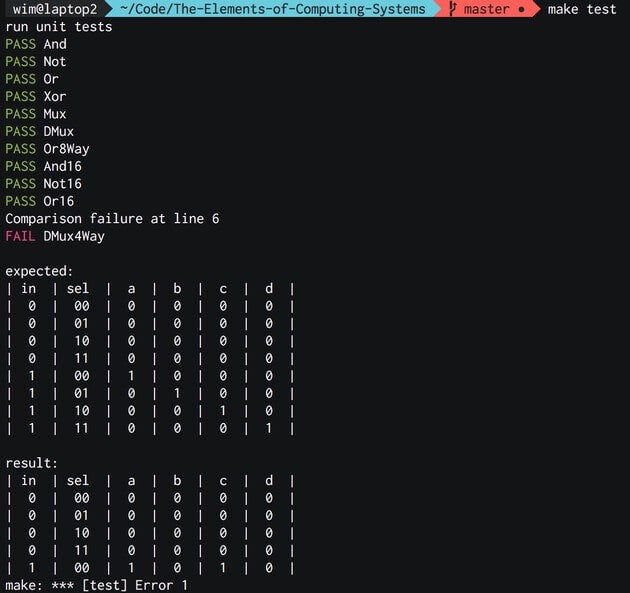 wim@laptop2 ~/Code/The-Elements-of-Computing-Systems master ● make test
run unit tests
PASS And
PASS Not
PASS Or
PASS Xor
PASS Mux
PASS DMux
PASS Or8Way
PASS And16
PASS Not16
PASS Or16
Comparison failure at line 6
FAIL DMux4Way
expected:
| in | sel | a | b | c | d |
| 0 | 00 | 0 | 0 | 0 | 0 |
| 0 | 01 | 0 | 0 | 0 | 0 |
| 0 | 10 | 0 | 0 | 0 | 0 |
| 0 | 11 | 0 | 0 | 0 | 0 |
| 1 | 00 | 1 | 0 | 0 | 0 |
| 1 | 01 | 0 | 1 | 0 | 0 |
| 1 | 10 | 0 | 0 | 1 | 0 |
| 1 | 11 | 0 | 0 | 0 | 1 |
result:
| in | sel | a | b | c | d |
| 0 | 00 | 0 | 0 | 0 | 0 |
| 0 | 01 | 0 | 0 | 0 | 0 |
| 0 | 10 | 0 | 0 | 0 | 0 |
| 0 | 11 | 0 | 0 | 0 | 0 |
| 1 | 00 | 1 | 0 | 1 | 0 |
make: *** [test] Error 1